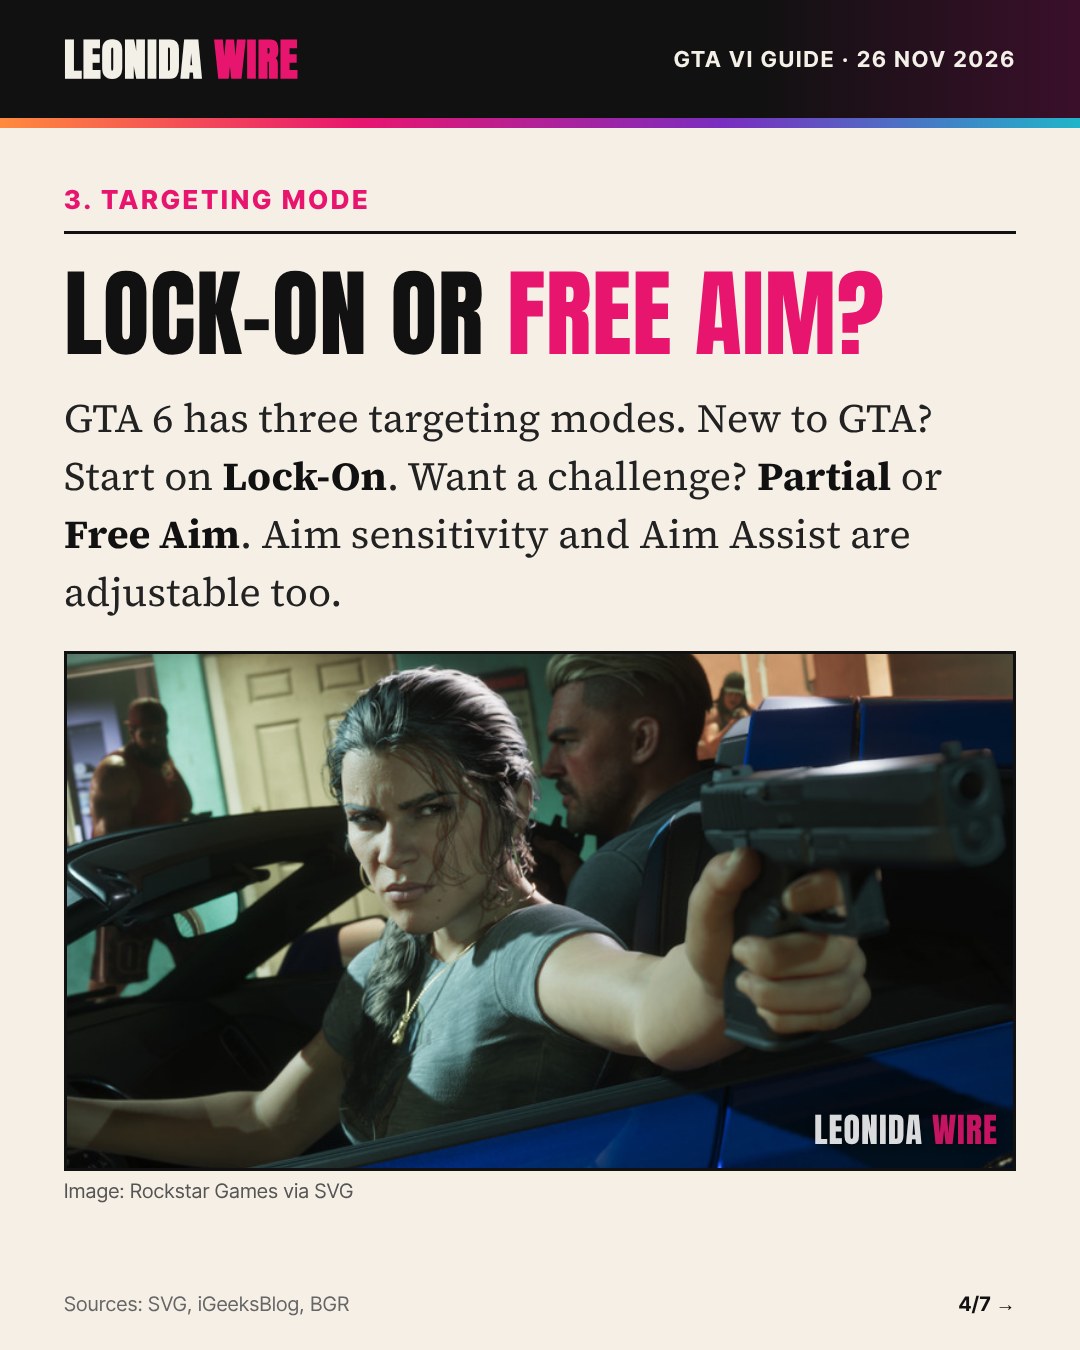 LEONIDA WIRE
GTA VI GUIDE · 26 NOV 2026
3. TARGETING MODE
LOCK-ON OR FREE AIM?
GTA 6 has three targeting modes. New to GTA?
Start on Lock-On. Want a challenge? Partial or
Free Aim. Aim sensitivity and Aim Assist are
adjustable too.
LEONIDA WIRE
Image: Rockstar Games via SVG
Sources: SVG, iGeeksBlog, BGR
4/7 →